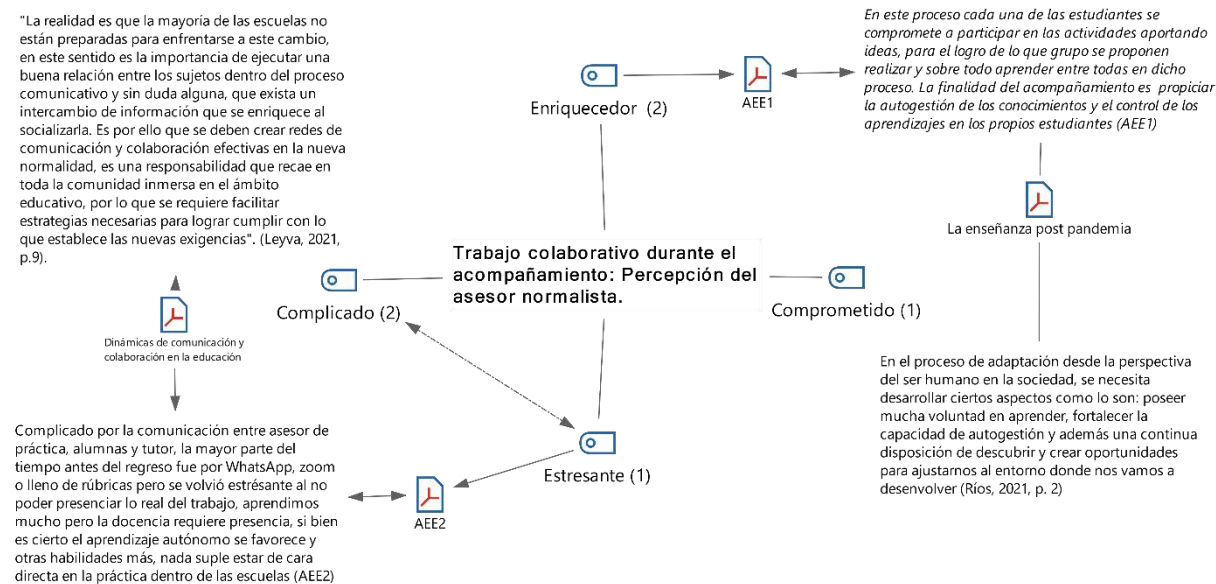 "La realidad es que la mayoría de las escuelas no
están preparadas para enfrentarse a este cambio,
en este sentido es la importancia de ejecutar una
buena relación entre los sujetos dentro del proceso
comunicativo y sin duda alguna, que exista un
intercambio de información que se enriquece al
socializarla. Es por ello que se deben crear redes de
comunicación y colaboración efectivas en la nueva
normalidad, es una responsabilidad que recae en
toda la comunidad inmersa en el ámbito
educativo, por lo que se requiere facilitar
estrategias necesarias para lograr cumplir con lo
que establece las nuevas exigencias". (Leyva, 2021,
p.9).
Enriquecedor (2)
AEE1
En este proceso cada una de las estudiantes se
compromete a participar en las actividades aportando
ideas, para el logro de lo que grupo se proponen
realizar y sobre todo aprender entre todas en dicho
proceso. La finalidad del acompañamiento es propiciar
la autogestión de los conocimientos y el control de los
aprendizajes en los propios estudiantes (AEE1)
La enseñanza post pandemia
Trabajo colaborativo durante el
acompañamiento: Percepción del
asesor normalista.
Complicado (2)
Comprometido (1)
Dinámicas de comunicación y
colaboración en la educación
En el proceso de adaptación desde la perspectiva
del ser humano en la sociedad, se necesita
desarrollar ciertos aspectos como lo son: poseer
mucha voluntad en aprender, fortalecer la
capacidad de autogestión y además una continua
disposición de descubrir y crear oportunidades
para ajustarnos al entorno donde nos vamos a
desenvolver (Ríos, 2021, p. 2)
Estresante (1)
AEE2
Complicado por la comunicación entre asesor de
práctica, alumnas y tutor, la mayor parte del
tiempo antes del regreso fue por WhatsApp, zoom
o lleno de rúbricas pero se volvió estrésante al no
poder presenciar lo real del trabajo, aprendimos
mucho pero la docencia requiere presencia, si bien
es cierto el aprendizaje autónomo se favorece y
otras habilidades más, nada suple estar de cara
directa en la práctica dentro de las escuelas (AEE2)